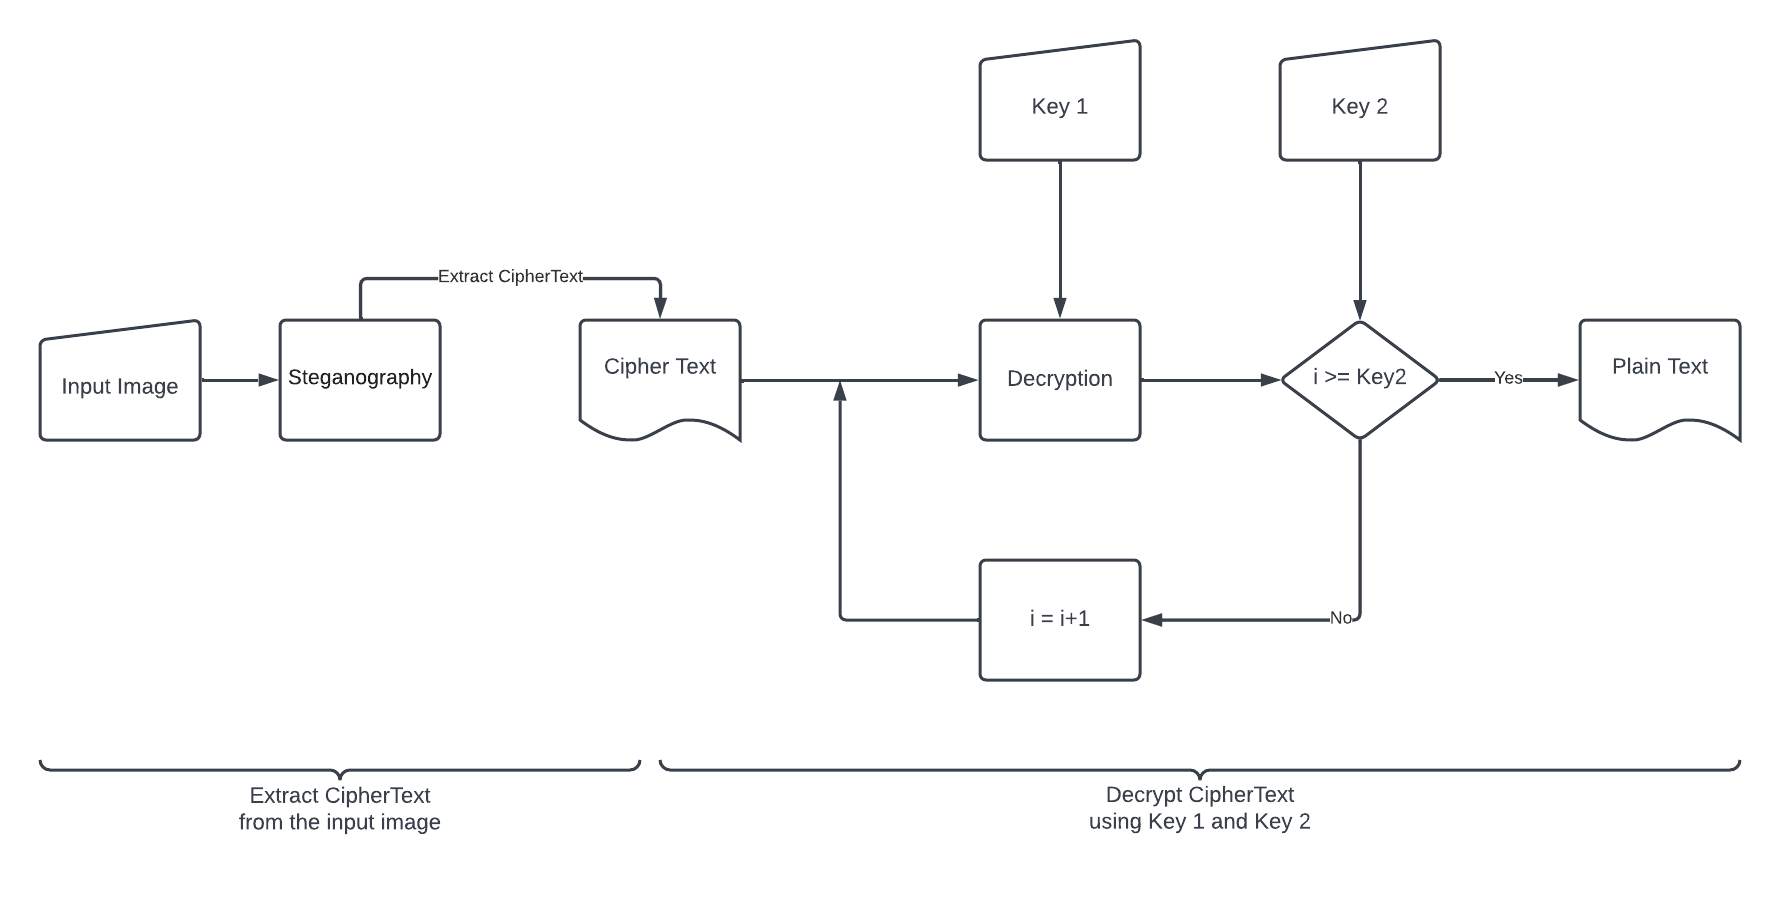 Key 1
Key 2
Extract CipherText
Input Image
Steganography
Cipher Text
Decryption
i >= Key2
Yes
Plain Text
i = i+1
No
Extract CipherText
from the input image
Decrypt CipherText
using Key 1 and Key 2